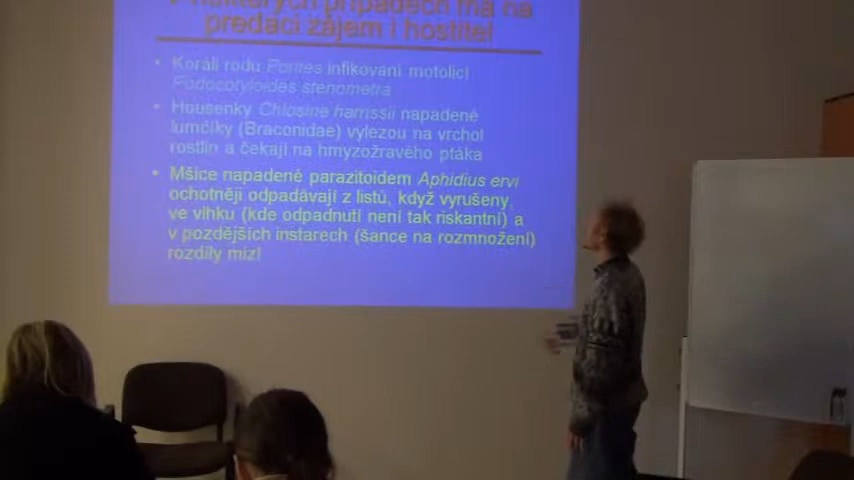 V některých případech má na
predaci zájem i hostitel
• Koráli rodu Porites infikovaní motolicí
Podocotyloides stenometra
• Housenky Chlosine harrissii napadené
lumčíky (Braconidae) vylezou na vrchol
rostlin a čekají na hmyzožravého ptáka
• Mšice napadené parazitoidem Aphidius ervi
ochotněji odpadávají z listů, když vyrušeny,
ve vlhku (kde odpadnutí není tak riskantní) a
v pozdějších instarech (šance na rozmnožení)
rozdíly mizí